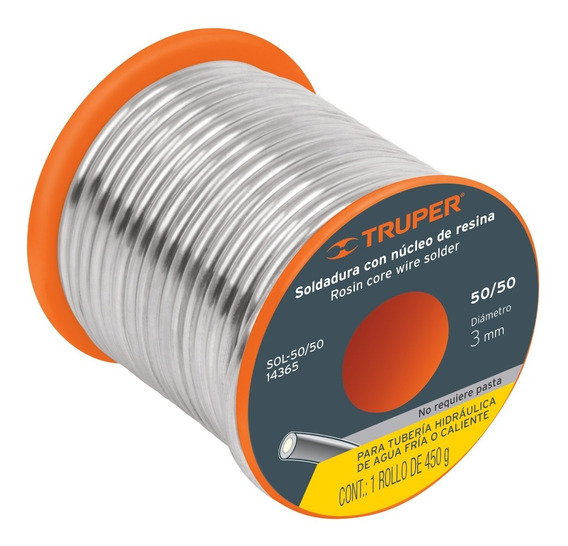 TRUPER®
Soldadura con núcleo de resina
Rosin core wire solder
50/50
Diámetro
3 mm
SOL-50/50
14365
No requiere pasta
PARA TUBERÍA HIDRÁULICA
DE AGUA FRÍA O CALIENTE
CONT.: 1 ROLLO DE 450 g